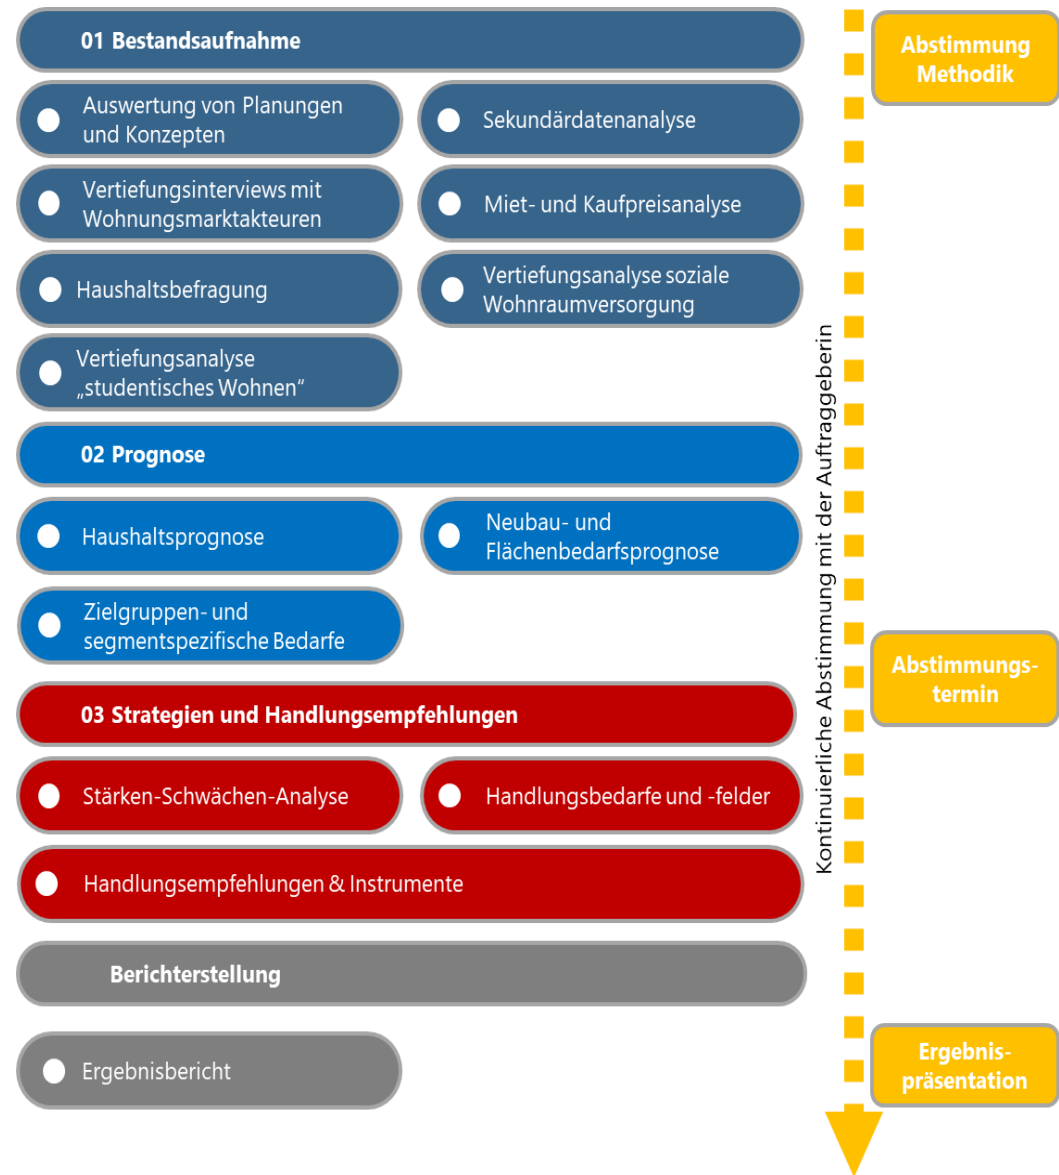 01 Bestandsaufnahme
Auswertung von Planungen
und Konzepten
Sekundärdatenanalyse
Vertiefungsinterviews mit
Wohnungsmarktakteuren
Miet- und Kaufpreisanalyse
Haushaltsbefragung
Vertiefungsanalyse soziale
Wohnraumversorgung
Vertiefungsanalyse
„studentisches Wohnen“
02 Prognose
Haushaltsprognose
Neubau- und
Flächenbedarfsprognose
Zielgruppen- und
segmentspezifische Bedarfe
03 Strategien und Handlungsempfehlungen
Stärken-Schwächen-Analyse
Handlungsbedarfe und -felder
Handlungsempfehlungen & Instrumente
Berichterstellung
Ergebnisbericht
Kontinuierliche Abstimmung mit der Auftraggeberin
Abstimmung
Methodik
Abstimmungs-
termin
Ergebnis-
präsentation